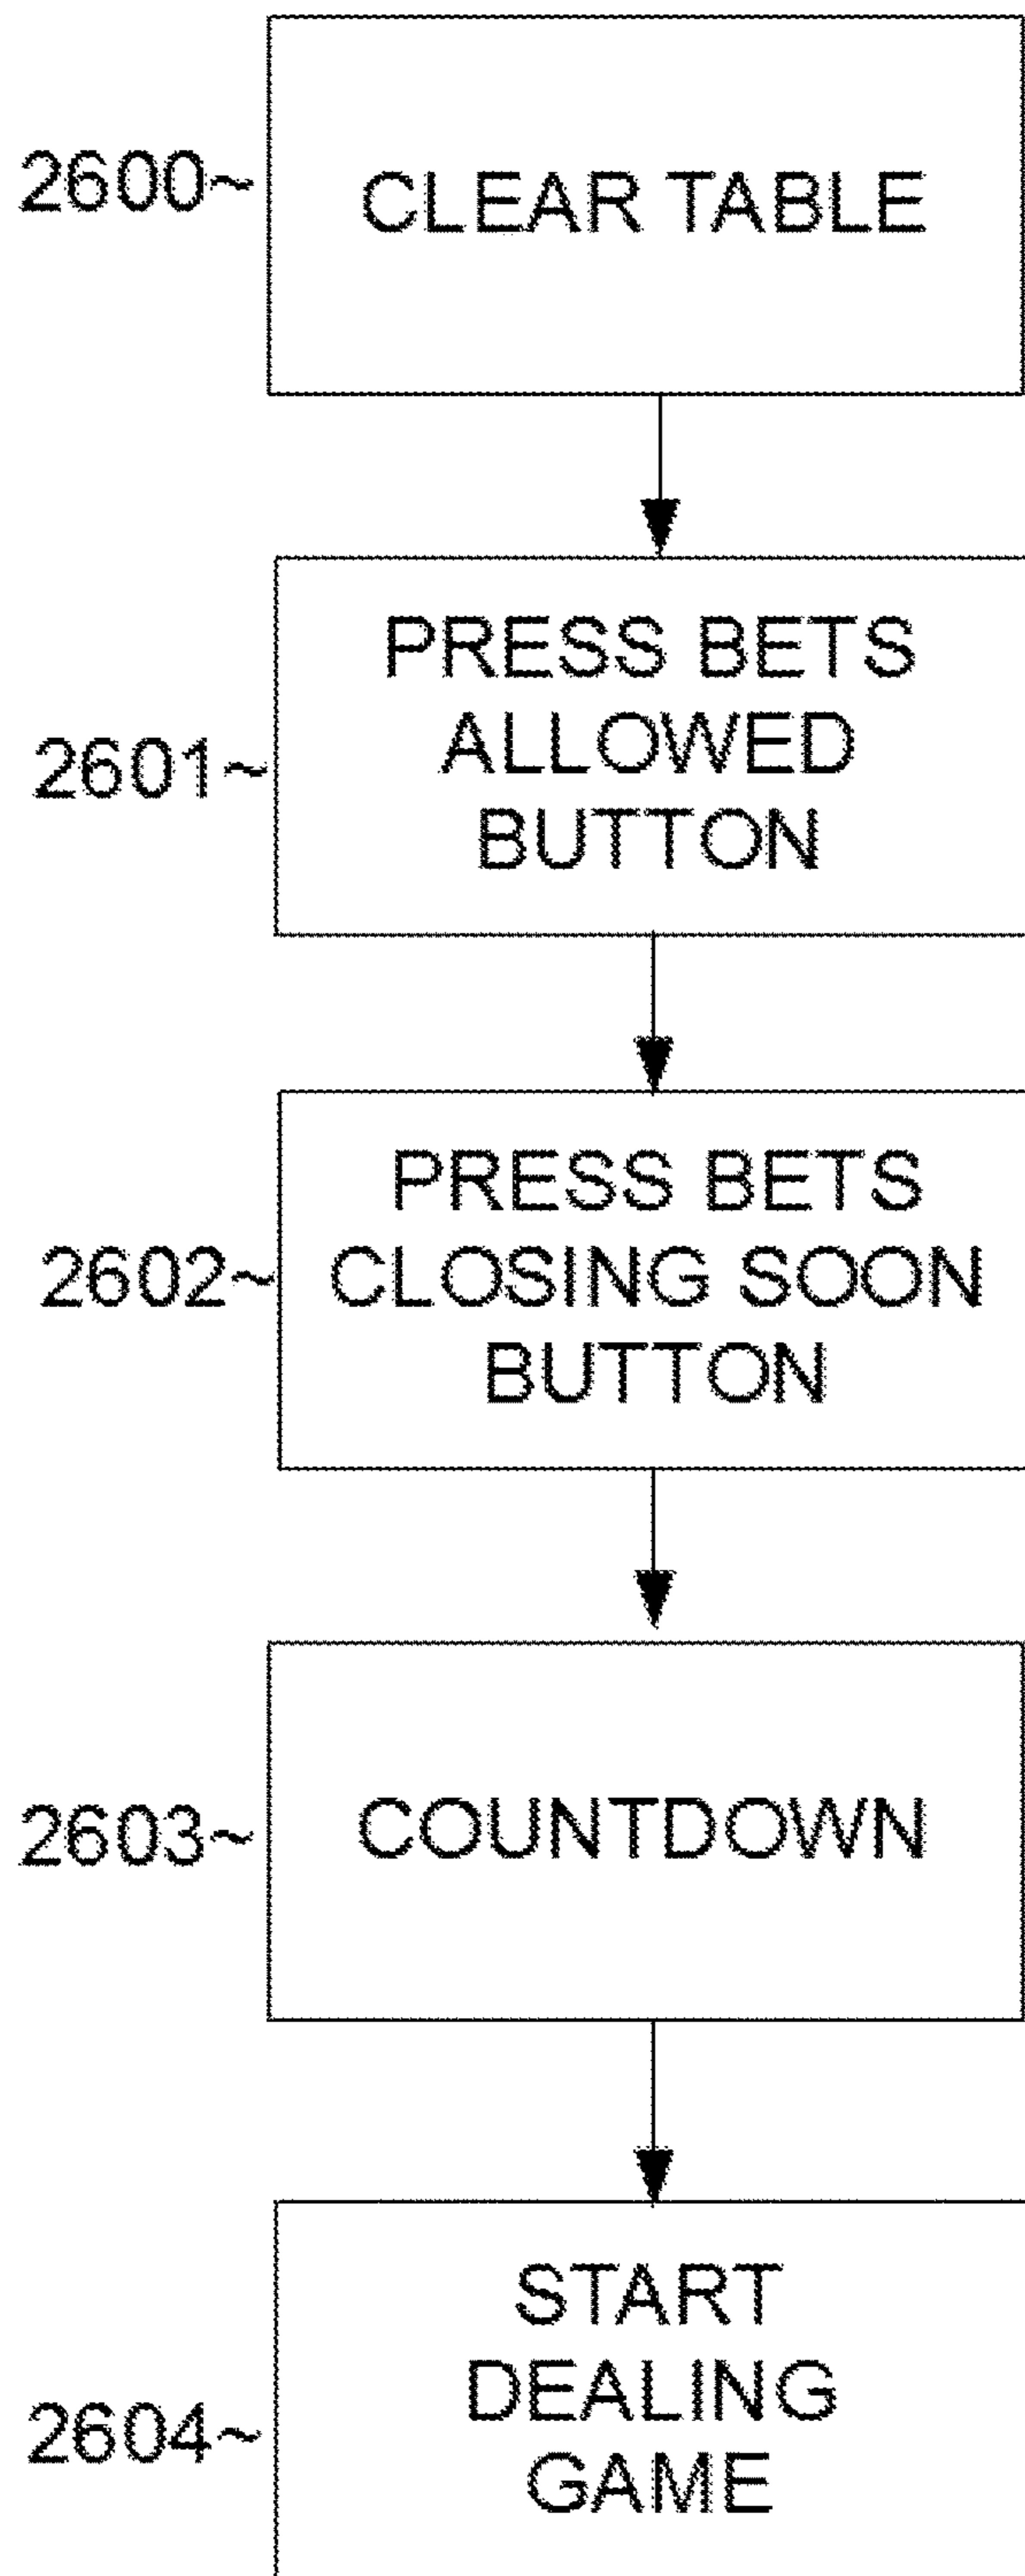 2600~
CLEAR TABLE
2601~
PRESS BETS
ALLOWED
BUTTON
2602~
PRESS BETS
CLOSING SOON
BUTTON
2603~
COUNTDOWN
2604~
START
DEALING
GAME